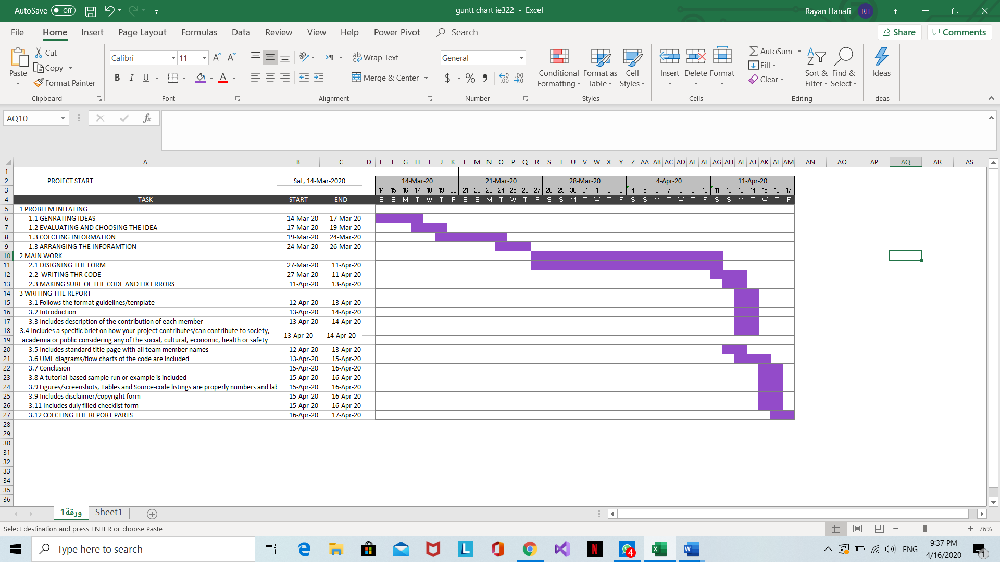 AutoSave Off guntt chart ie322 - Excel Rayan Hanafi RH
File Home Insert Page Layout Formulas Data Review View Help Power Pivot Search Share Comments
Cut
Copy
Format Painter
Paste
Clipboard
Calibri 11 A A
B I U A
Font
ab Wrap Text
Merge & Center
Alignment
General
$ % 9 .00 .00
Number
Conditional Formatting
Format as Table
Cell Styles
Styles
Insert Delete Format
Cells
AutoSum
Fill
Clear
Sort & Filter
Find & Select
Editing
Ideas
Ideas
AQ10 fx
A B C D E F G H I J K L M N O P Q R S T U V W X Y Z AA AB AC AD AE AF AG AH AI AJ AK AL AM AN AO AP AQ AR AS
1
2 PROJECT START Sat, 14-Mar-2020 14-Mar-20 21-Mar-20 28-Mar-20 4-Apr-20 11-Apr-20
3 14 15 16 17 18 19 20 21 22 23 24 25 26 27 28 29 30 31 1 2 3 4 5 6 7 8 9 10 11 12 13 14 15 16 17
4 TASK START END S S M T W T F S S M T W T F S S M T W T F S S M T W T F S S M T W T F
5 1 PROBLEM INITATING
6 1.1 GENRATING IDEAS 14-Mar-20 17-Mar-20
7 1.2 EVALUATING AND CHOOSING THE IDEA 17-Mar-20 19-Mar-20
8 1.3 COLCTING INFORMATION 19-Mar-20 24-Mar-20
9 1.3 ARRANGING THE INFORAMTION 24-Mar-20 26-Mar-20
10 2 MAIN WORK
11 2.1 DISIGNING THE FORM 27-Mar-20 11-Apr-20
12 2.2 WRITING THR CODE 27-Mar-20 11-Apr-20
13 2.3 MAKING SURE OF THE CODE AND FIX ERRORS 11-Apr-20 13-Apr-20
14 3 WRITING THE REPORT
15 3.1 Follows the format guidelines/template 12-Apr-20 13-Apr-20
16 3.2 Introduction 13-Apr-20 14-Apr-20
17 3.3 Includes description of the contribution of each member 13-Apr-20 14-Apr-20
18 3.4 Includes a specific brief on how your project contributes/can contribute to society, 13-Apr-20 14-Apr-20
19 academia or public considering any of the social, cultural, economic, health or safety
20 3.5 Includes standard title page with all team member names 12-Apr-20 13-Apr-20
21 3.6 UML diagrams/flow charts of the code are included 13-Apr-20 15-Apr-20
22 3.7 Conclusion 15-Apr-20 16-Apr-20
23 3.8 A tutorial-based sample run or example is included 15-Apr-20 16-Apr-20
24 3.9 Figures/screenshots, Tables and Source-code listings are properly numbers and lal 15-Apr-20 16-Apr-20
25 3.9 Includes disclaimer/copyright form 15-Apr-20 16-Apr-20
26 3.11 Includes duly filled checklist form 15-Apr-20 16-Apr-20
27 3.12 COLCTING THE REPORT PARTS 16-Apr-20 17-Apr-20
28
29
30
31
32
33
34
35
36
ورقة1 Sheet1
Select destination and press ENTER or choose Paste 76%
Type here to search L N 4 ENG 9:37 PM
4/16/2020 1